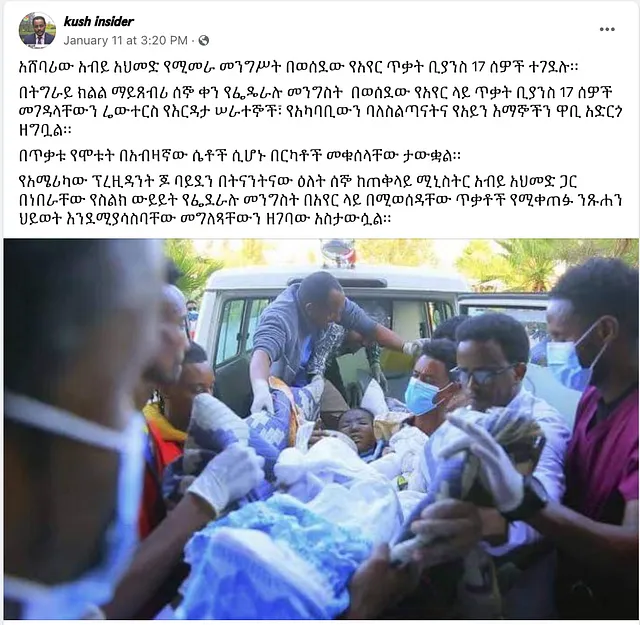 kush insider
January 11 at 3:20 PM ·
አሸባሪው አብይ አህመድ የሚመራ መንግሥት በወሰደው የአየር ጥቃት ቢያንስ 17 ሰዎች ተገደሉ።
በትግራይ ክልል ማይጸብሪ ሰኞ ቀን የፌዴራሉ መንግስት በወሰደው የአየር ላይ ጥቃት ቢያንስ 17 ሰዎች
መገዳላቸውን ሬውተርስ የእርዳታ ሠራተኞች፣ የአካባቢውን ባለስልጣናትና የአይን እማኞችን ዋቢ አድርጎ
ዘግቧል።
በጥቃቱ የሞቱት በአብዛኛው ሴቶች ሲሆኑ በርካቶች መቁሰላቸው ታውቋል።
የአሜሪካው ፕረዚዳንት ጆ ባይደን በትናንትናው ዕለት ሰኞ ከጠቅላይ ሚኒስትር አብይ አህመድ ጋር
በነበራቸው የስልክ ውይይት የፌደራሉ መንግስት በአየር ላይ በሚወሰዳቸው ጥቃቶች የሚቀጠፉ ንጹሐን
ህይወት እንደሚያሳስባቸው መግለጻቸውን ዘገባው አስታውሷል።